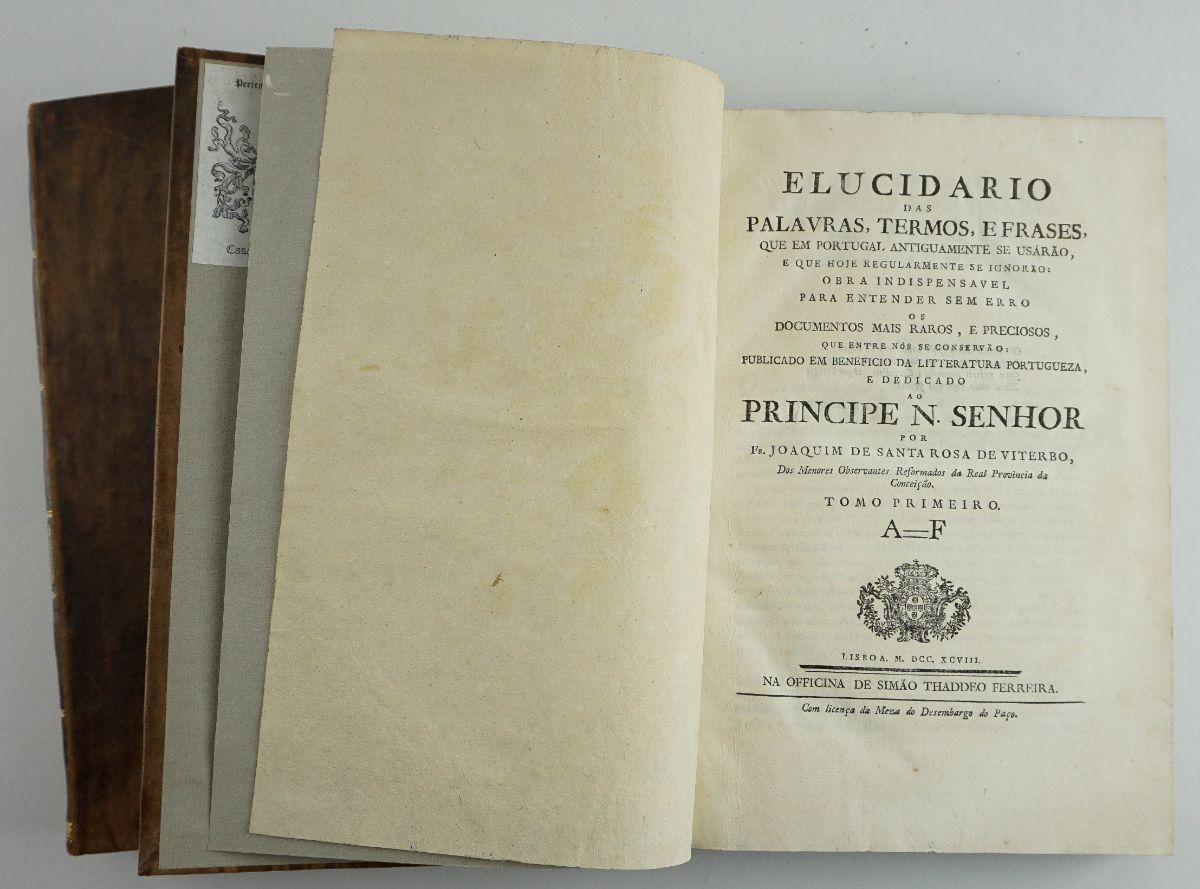 Casa
ELUCIDARIO
DAS
PALAVRAS, TERMOS, E FRASES,
QUE EM PORTUGAL ANTIGUAMENTE SE USÁRÃO,
E QUE HOJE REGULARMENTE SE IGNORÃO:
OBRA INDISPENSAVEL
PARA ENTENDER SEM ERRO
OS
DOCUMENTOS MAIS RAROS, E PRECIOSOS,
QUE ENTRE NÓS SE CONSERVÃO:
PUBLICADO EM BENEFICIO DA LITTERATURA PORTUGUEZA,
E DEDICADO
AO
PRINCIPE N. SENHOR
POR
FR. JOAQUIM DE SANTA ROSA DE VITERBO,
Dos Menores Observantes Reformados da Real Provincia da
Conceição.
TOMO PRIMEIRO.
A=F
LISBOA. M. DCC. XCVIII.
NA OFFICINA DE SIMÃO THADDEO FERREIRA.
Com licença da Meza do Desembargo do Paço.